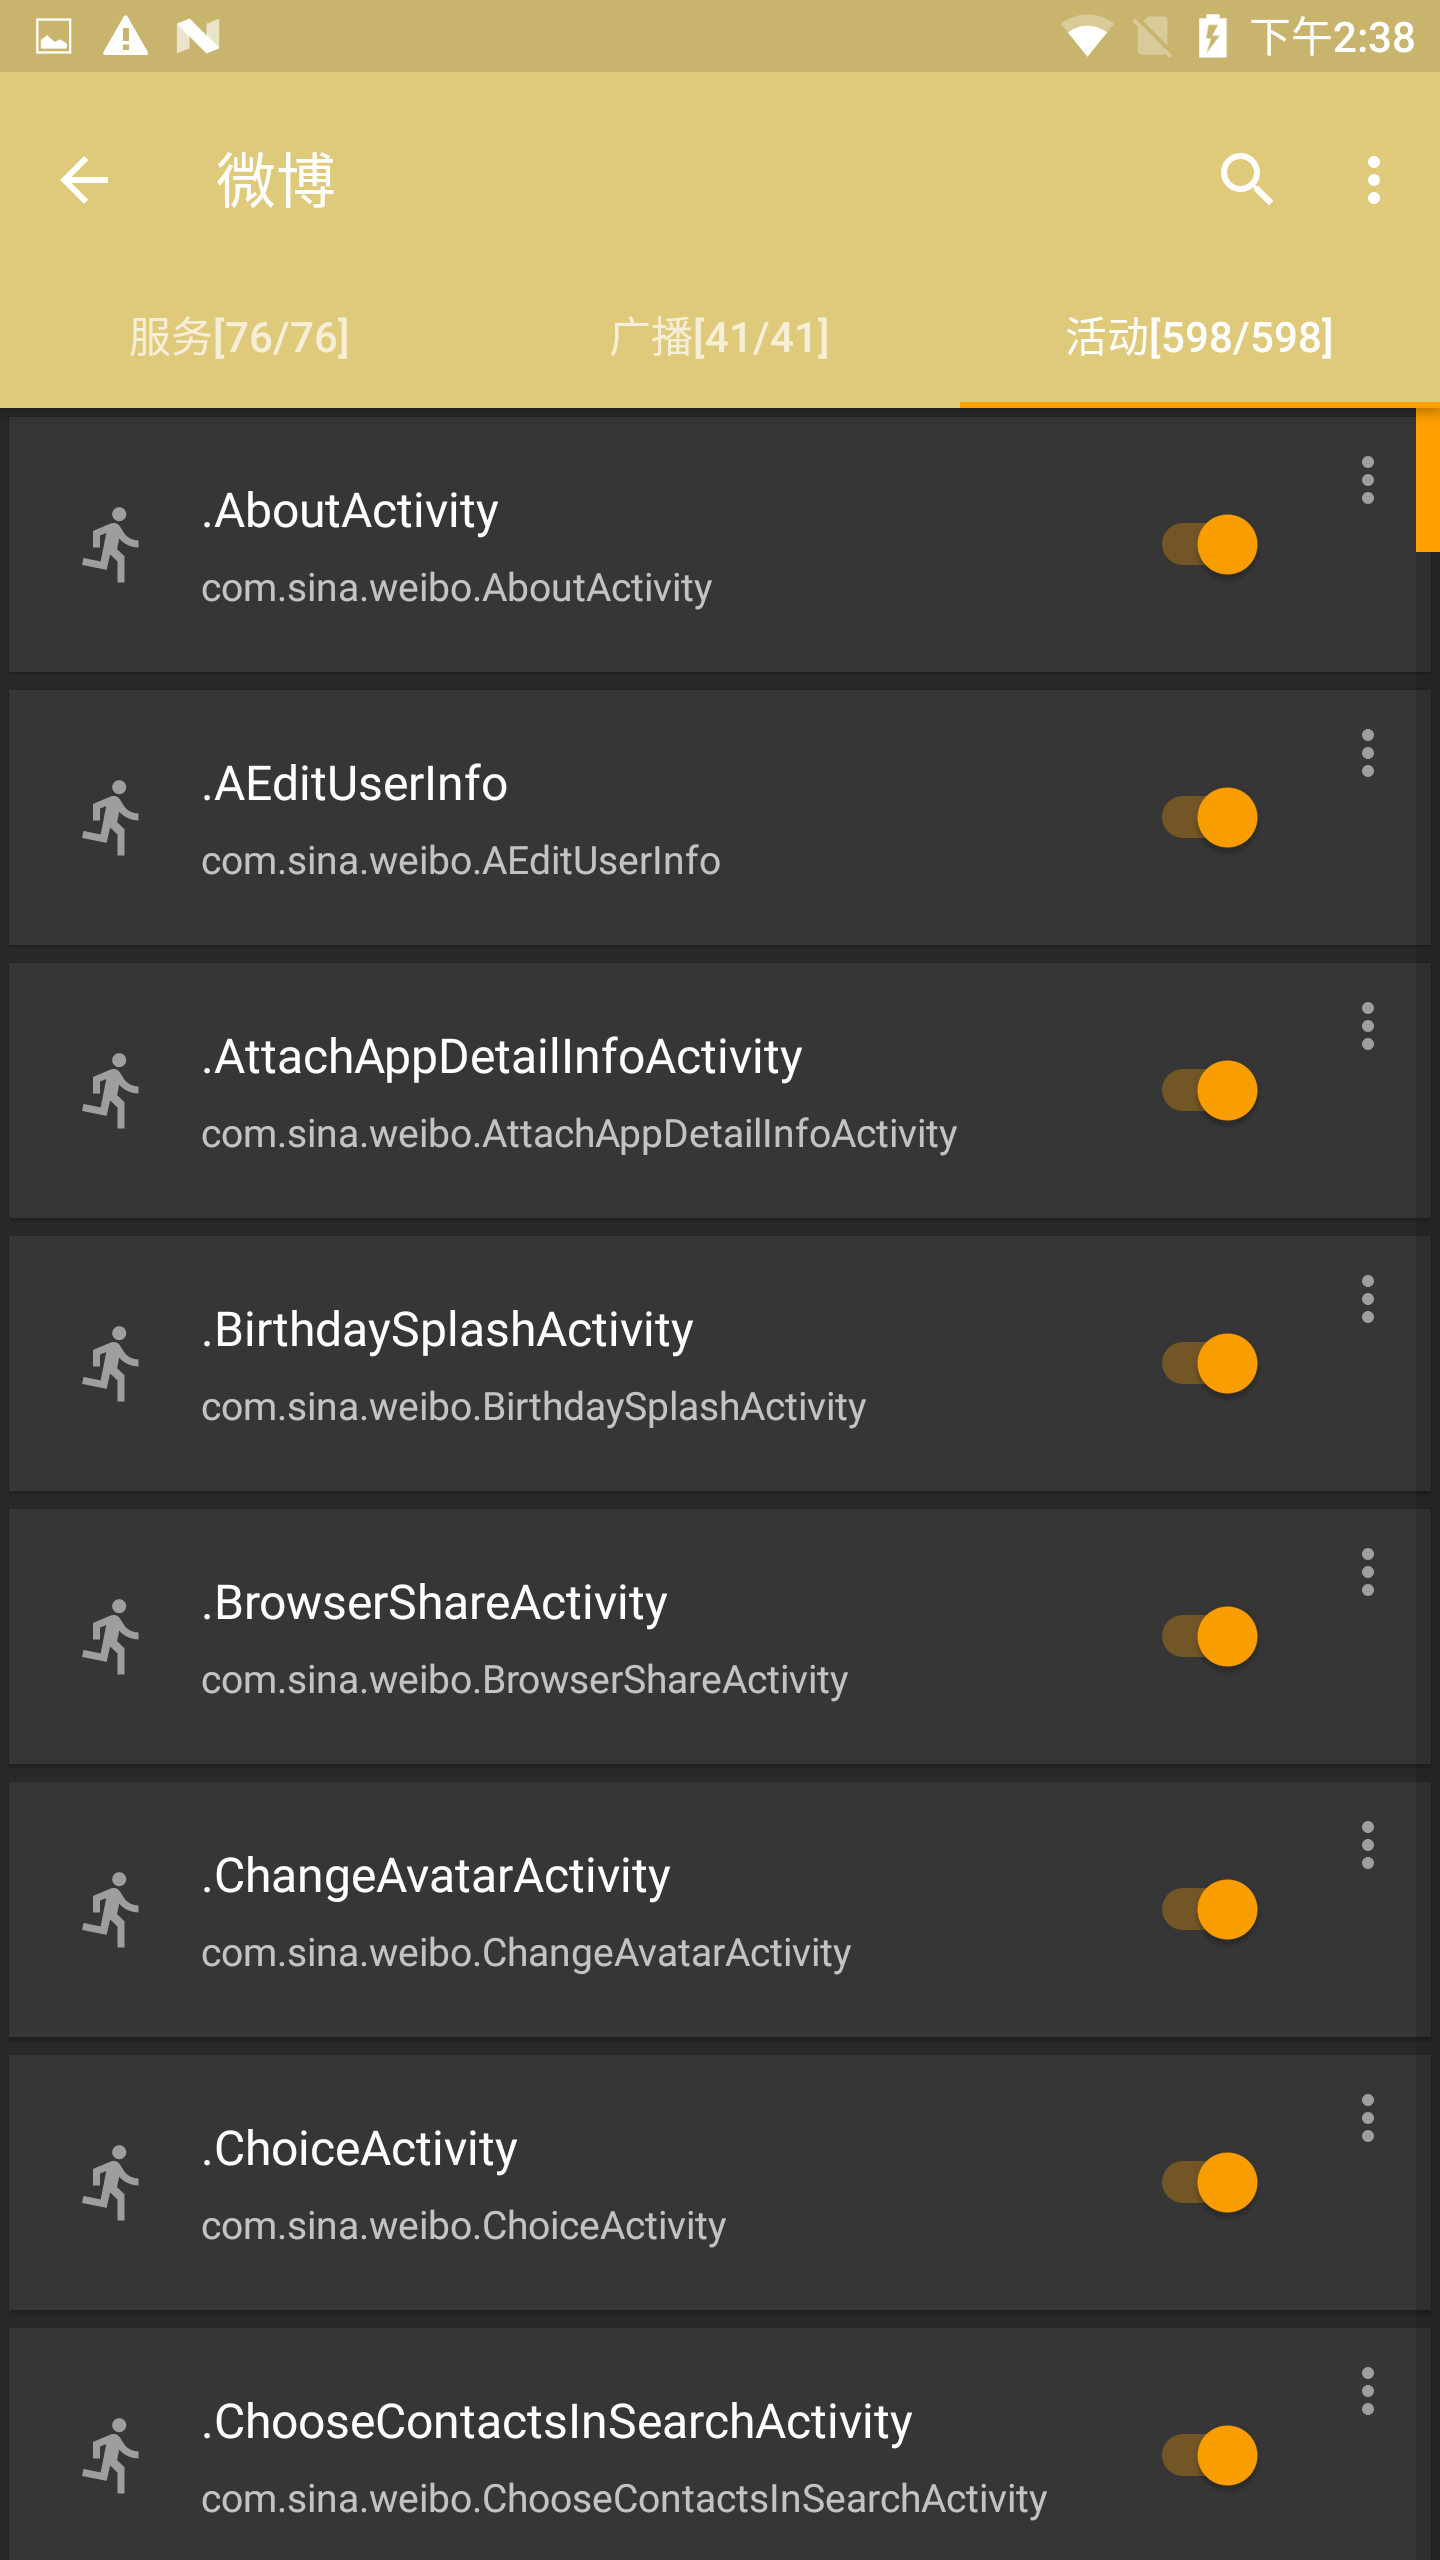 下午2:38
微博
服务[76/76]
广播[41/41]
活动[598/598]
.AboutActivity
com.sina.weibo.AboutActivity
.AEditUserInfo
com.sina.weibo.AEditUserInfo
.AttachAppDetailInfoActivity
com.sina.weibo.AttachAppDetailInfoActivity
.BirthdaySplashActivity
com.sina.weibo.BirthdaySplashActivity
.BrowserShareActivity
com.sina.weibo.BrowserShareActivity
.ChangeAvatarActivity
com.sina.weibo.ChangeAvatarActivity
.ChoiceActivity
com.sina.weibo.ChoiceActivity
.ChooseContactsInSearchActivity
com.sina.weibo.ChooseContactsInSearchActivity